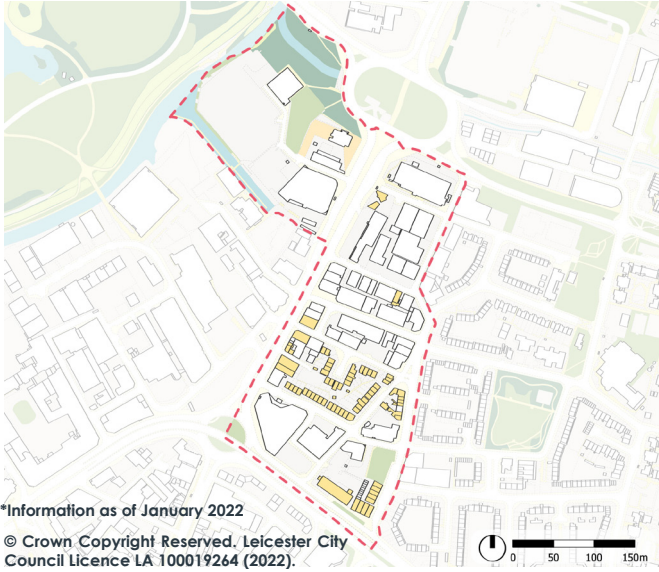 *Information as of January 2022
© Crown Copyright Reserved. Leicester City
Council Licence LA 100019264 (2022).
0 50 100 150m